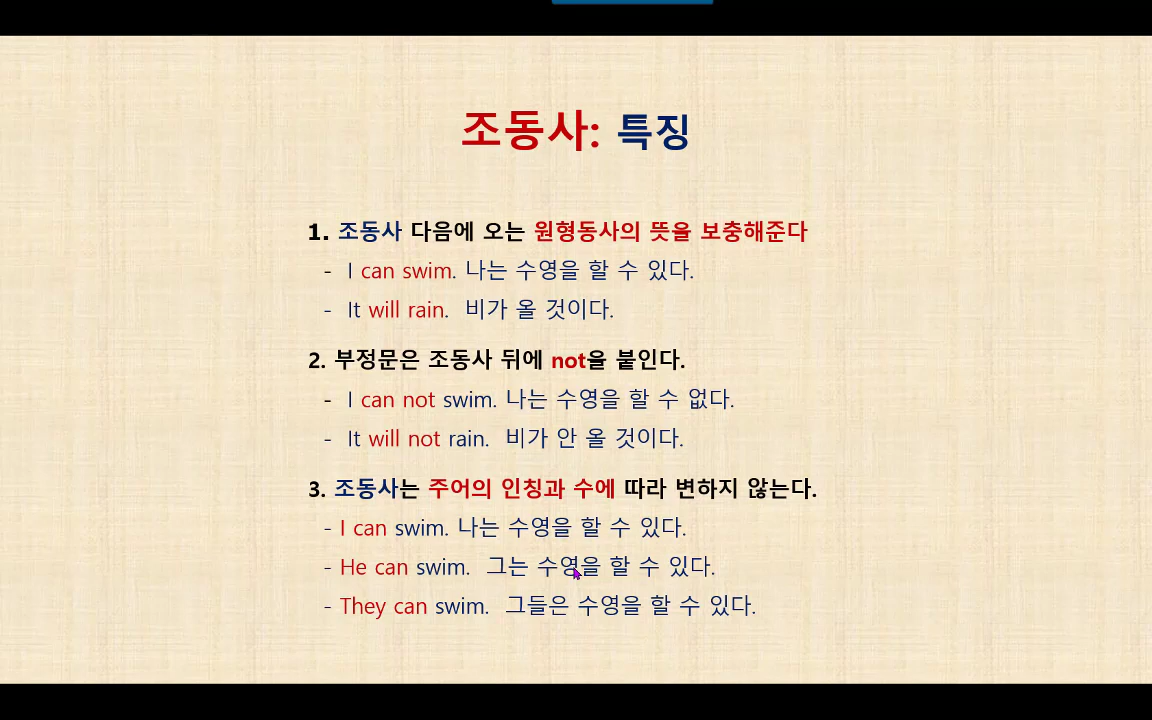 조동사: 특징
1. 조동사 다음에 오는 원형동사의 뜻을 보충해준다
- I can swim. 나는 수영을 할 수 있다.
- It will rain. 비가 올 것이다.
2. 부정문은 조동사 뒤에 not을 붙인다.
- I can not swim. 나는 수영을 할 수 없다.
- It will not rain. 비가 안 올 것이다.
3. 조동사는 주어의 인칭과 수에 따라 변하지 않는다.
- I can swim. 나는 수영을 할 수 있다.
- He can swim. 그는 수영을 할 수 있다.
- They can swim. 그들은 수영을 할 수 있다.